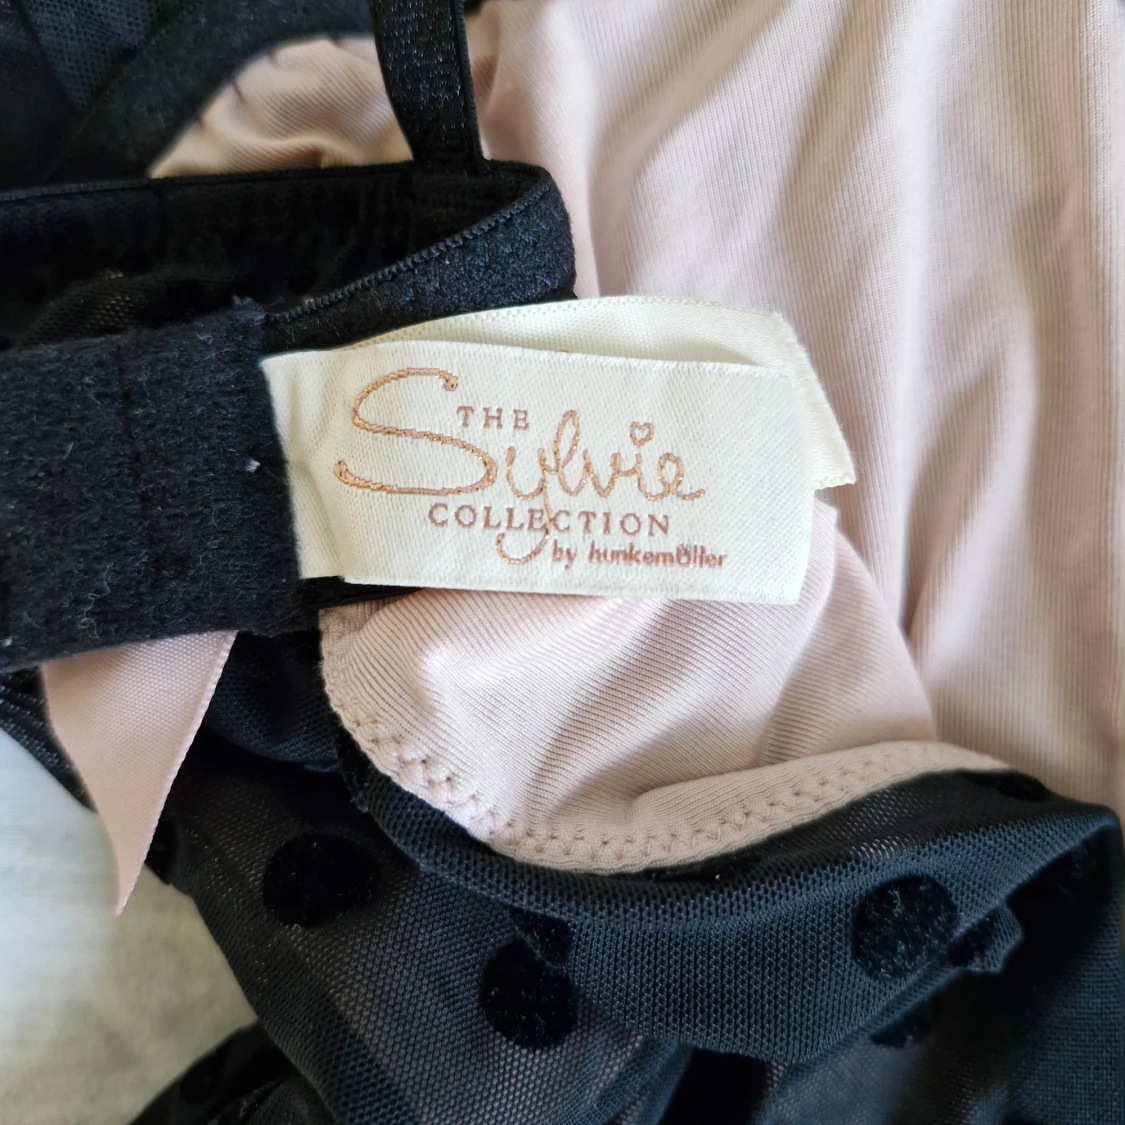 THE
Sylvie
COLLECTION
by hunkemöller